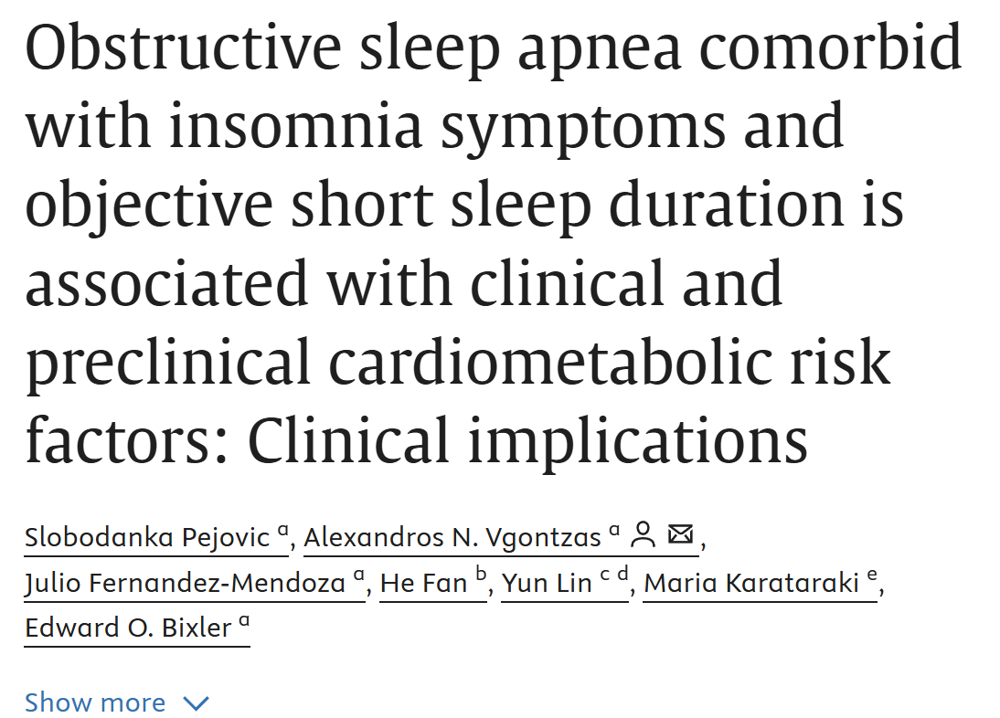 Obstructive sleep apnea comorbid
with insomnia symptoms and
objective short sleep duration is
associated with clinical and
preclinical cardiometabolic risk
factors: Clinical implications
Slobodanka Pejovic a, Alexandros N. Vgontzas a ,
Julio Fernandez-Mendoza a, He Fan b, Yun Lin c d, Maria Karataraki e,
Edward O. Bixler a
Show more